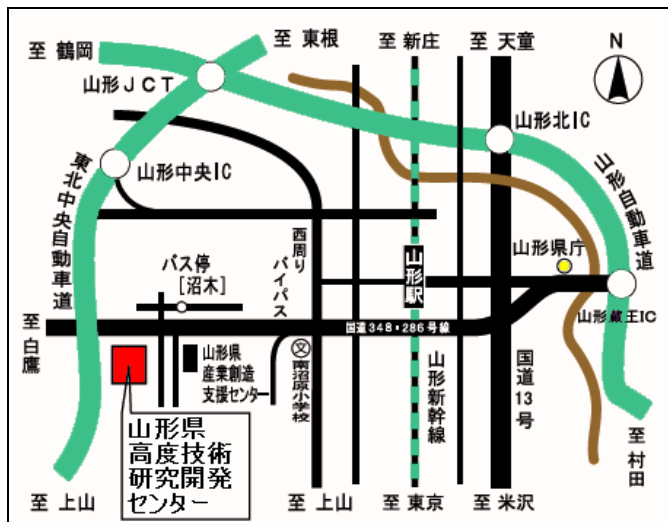 至 鶴岡
至 東根
至 新庄
至 天童
N
山形JCT
山形北IC
山形中央IC
東北中央自動車道
山形自動車道
西周り
バイパス
バス停
[沼木]
山形駅
山形県庁
山形蔵王IC
至
白鷹
国道348・286号線
山形県
産業創造
支援センター
文
南沼原小学校
山形新幹線
国道13号
山形県
高度技術
研究開発
センター
至
村田
至 上山
至 上山
至 東京
至 米沢